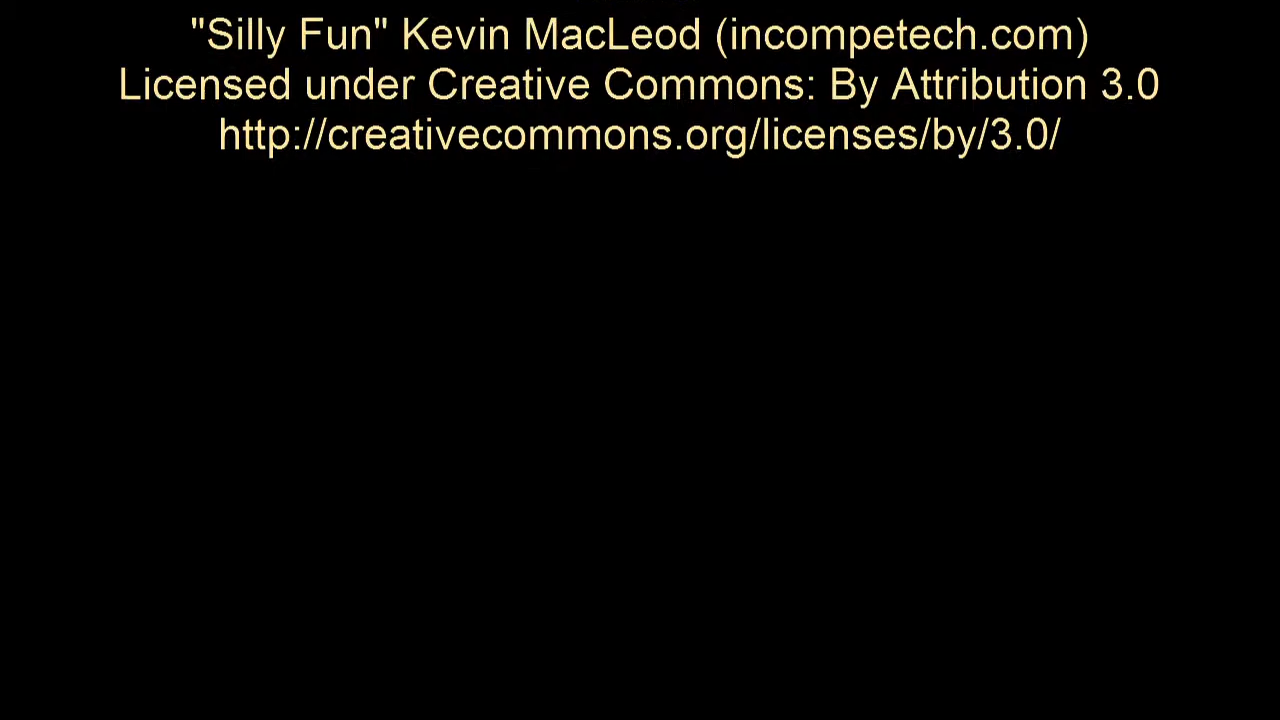 "Silly Fun" Kevin MacLeod (incompetech.com)
Licensed under Creative Commons: By Attribution 3.0
http://creativecommons.org/licenses/by/3.0/